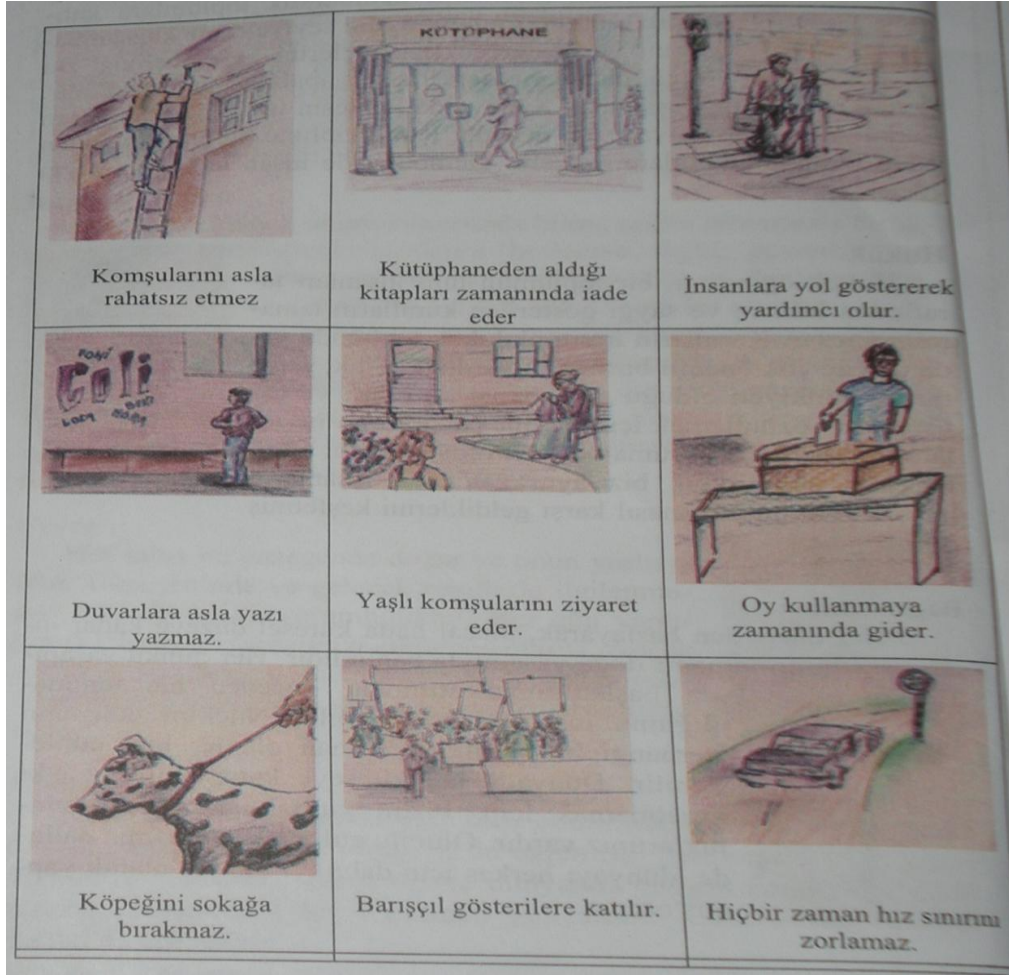 KÜTÜPHANE
Komşularını asla
rahatsız etmez
Kütüphaneden aldığı
kitapları zamanında iade
eder
İnsanlara yol göstererek
yardımcı olur.
Duvarlara asla yazı
yazmaz.
Yaşlı komşularını ziyaret
eder.
Oy kullanmaya
zamanında gider.
Köpeğini sokağa
bırakmaz.
Barışçıl gösterilere katılır.
Hiçbir zaman hız sınırını
zorlamaz.